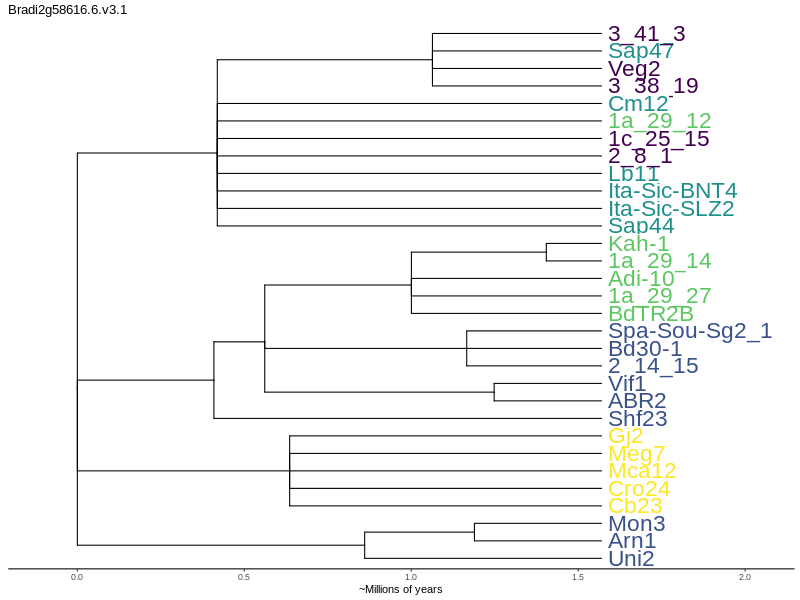 Bradi2g58616.6.v3.1
3_41_3
Sap47
Veg2
3_38_19
Cm12
1a_29_12
1c_25_15
2_8_1
Lb11
Ita-Sic-BNT4
Ita-Sic-SLZ2
Sap44
Kah-1
1a_29_14
Adi-10
1a_29_27
BdTR2B
Spa-Sou-Sg2_1
Bd30-1
2_14_15
Vif1
ABR2
Shf23
Gj2
Meg7
Mca12
Cro24
Cb23
Mon3
Arn1
Uni2
0.0 0.5 1.0 1.5 2.0
~Millions of years